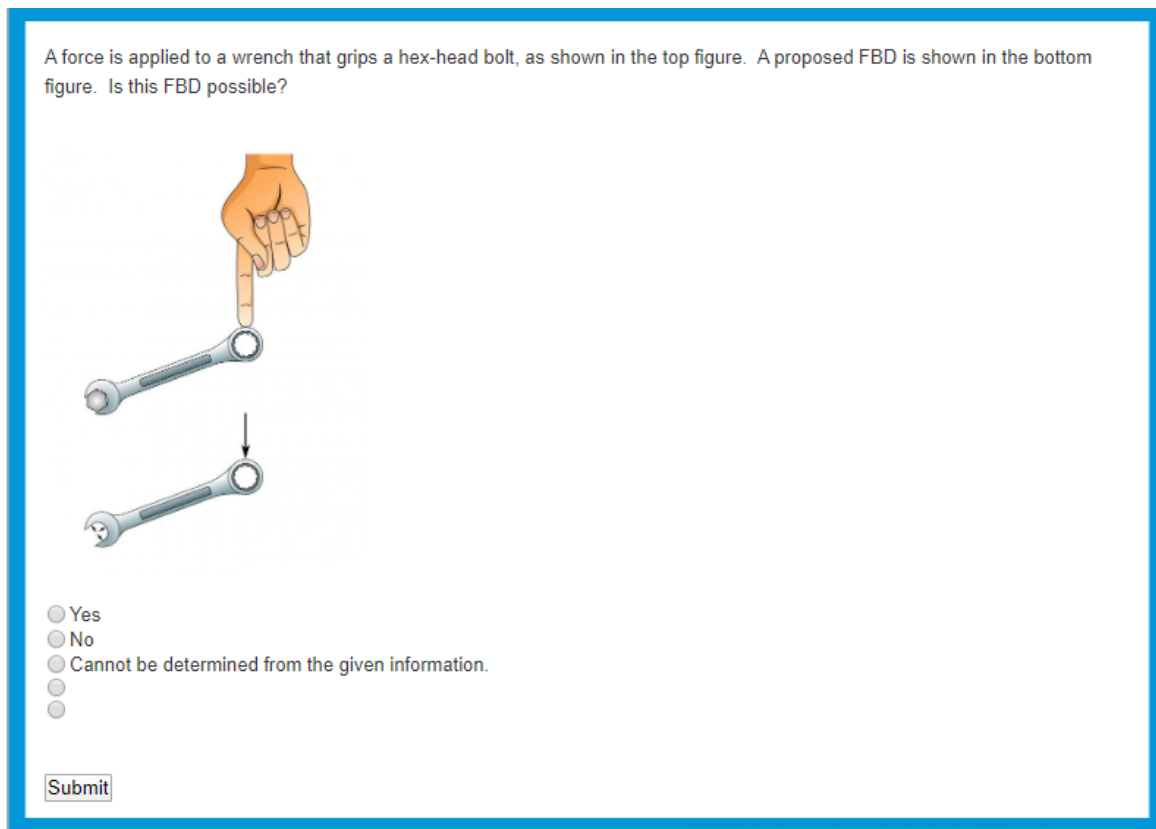 A force is applied to a wrench that grips a hex-head bolt, as shown in the top figure.  A proposed FBD is shown in the bottom
figure.  Is this FBD possible?
Yes
No
Cannot be determined from the given information.
Submit